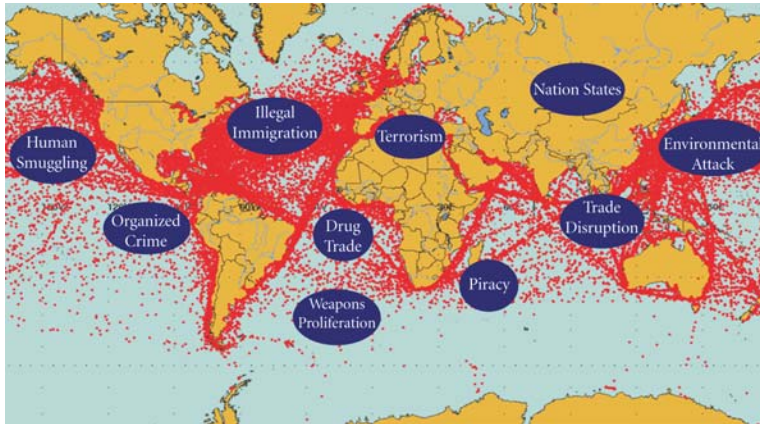 Nation States
Illegal
Immigration
Terrorism
Human
Smuggling
Environmental
Attack
Organized
Crime
Drug
Trade
Trade
Disruption
Piracy
Weapons
Proliferation